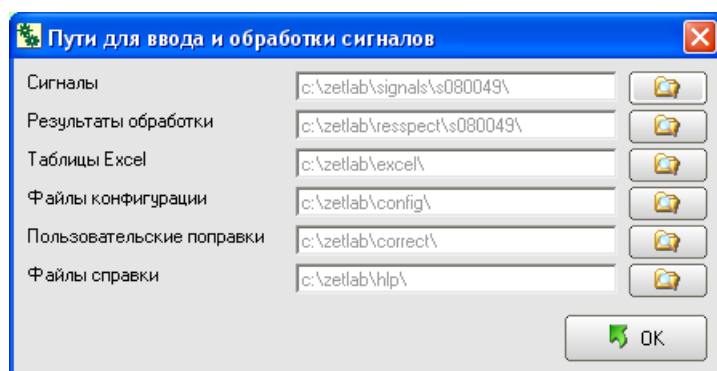 Пути для ввода и обработки сигналов
Сигналы c:\zetlab\signals\s080049\
Результаты обработки c:\zetlab\resspect\s080049\
Таблицы Excel c:\zetlab\excel\
Файлы конфигурации c:\zetlab\config\
Пользовательские поправки c:\zetlab\correct\
Файлы справки c:\zetlab\hlp\
OK